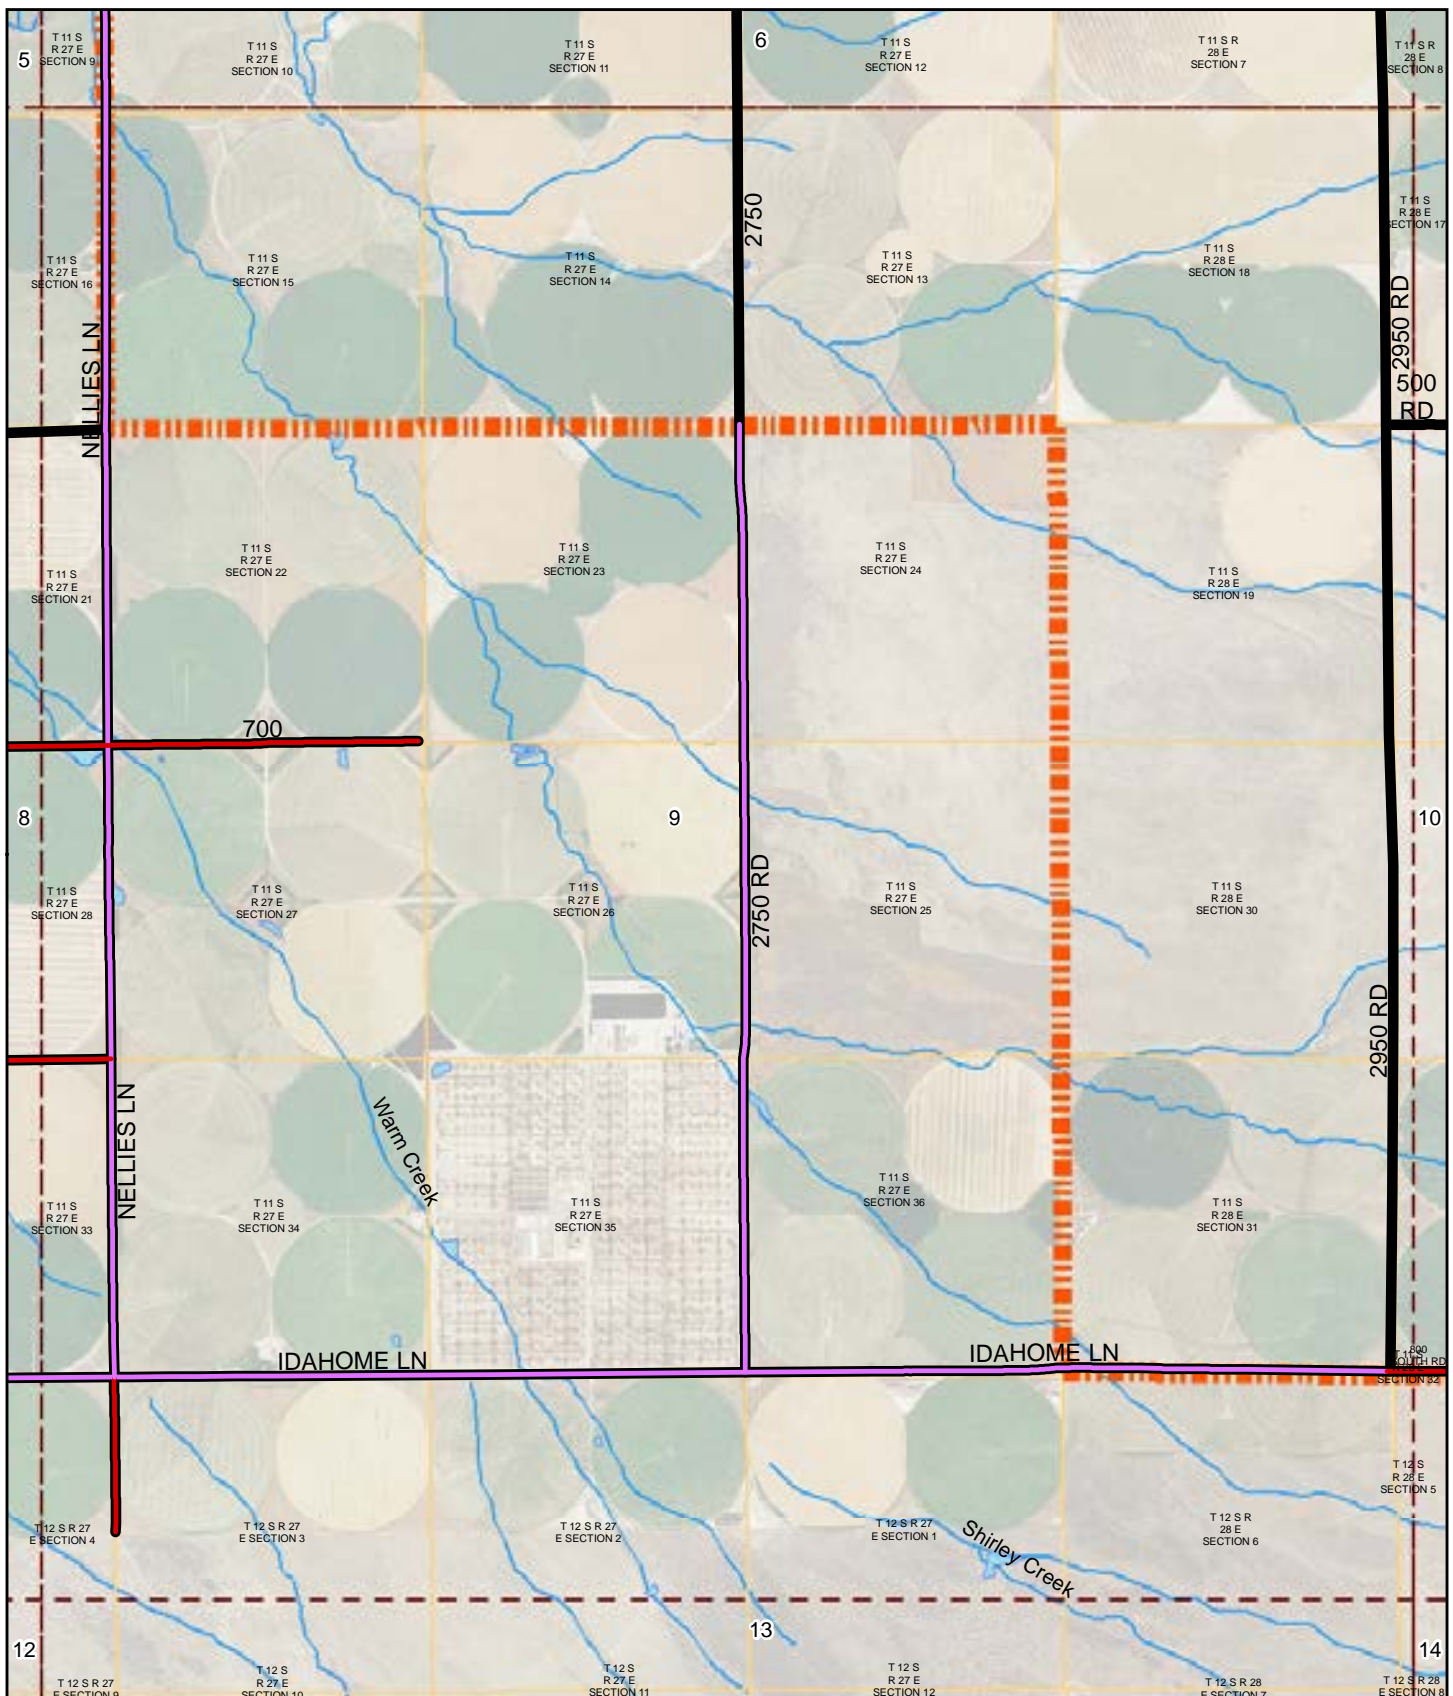 5
T 11 S
R 27 E
SECTION 9
T 11 S
R 27 E
SECTION 10
T 11 S
R 27 E
SECTION 11
6
T 11 S
R 27 E
SECTION 12
T 11 S R
28 E
SECTION 7
T 11 S R
28 E
SECTION 8
2750
T 11 S
R 28 E
SECTION 17
T 11 S
R 27 E
SECTION 16
T 11 S
R 27 E
SECTION 15
T 11 S
R 27 E
SECTION 14
T 11 S
R 27 E
SECTION 13
T 11 S
R 28 E
SECTION 18
NELLIES LN
2950 RD
500
RD
T 11 S
R 27 E
SECTION 21
T 11 S
R 27 E
SECTION 22
T 11 S
R 27 E
SECTION 23
T 11 S
R 27 E
SECTION 24
T 11 S
R 28 E
SECTION 19
700
8
9
10
2750 RD
T 11 S
R 27 E
SECTION 28
T 11 S
R 27 E
SECTION 27
T 11 S
R 27 E
SECTION 26
T 11 S
R 27 E
SECTION 25
T 11 S
R 28 E
SECTION 30
2950 RD
NELLIES LN
Warm Creek
T 11 S
R 27 E
SECTION 33
T 11 S
R 27 E
SECTION 34
T 11 S
R 27 E
SECTION 35
T 11 S
R 27 E
SECTION 36
T 11 S
R 28 E
SECTION 31
IDAHOME LN
IDAHOME LN
800
SECTION 32
T 12 S
R 28 E
SECTION 5
T 12 S R 27
E SECTION 4
T 12 S R 27
E SECTION 3
T 12 S R 27
E SECTION 2
T 12 S R 27
E SECTION 1
T 12 S R
28 E
SECTION 6
Shirley Creek
12
13
14
T 12 S R 27
E SECTION 9
T 12 S
R 27 E
SECTION 10
T 12 S
R 27 E
SECTION 11
T 12 S
R 27 E
SECTION 12
T 12 S R 28
E SECTION 7
T 12 S R 28
E SECTION 8